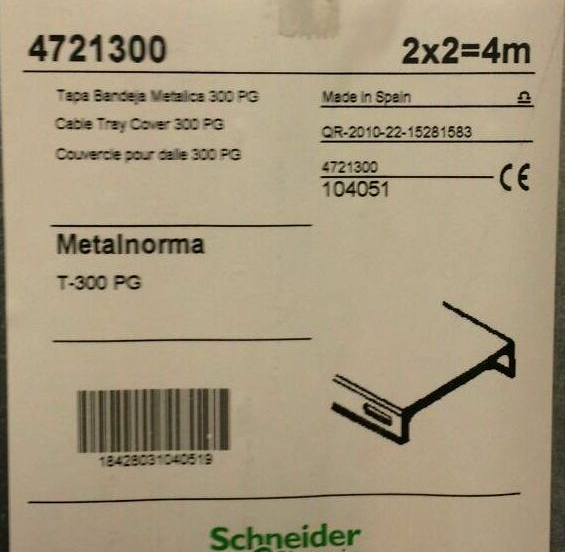 4721300 2x2=4m
Tapa Bandeja Metalica 300 PG
Cable Tray Cover 300 PG
Couvercle pour dalle 300 PG
Made In Spain
QR-2010-22-15281583
4721300
104051
CE
Metalnorma
T-300 PG
18428031040519
Schneider